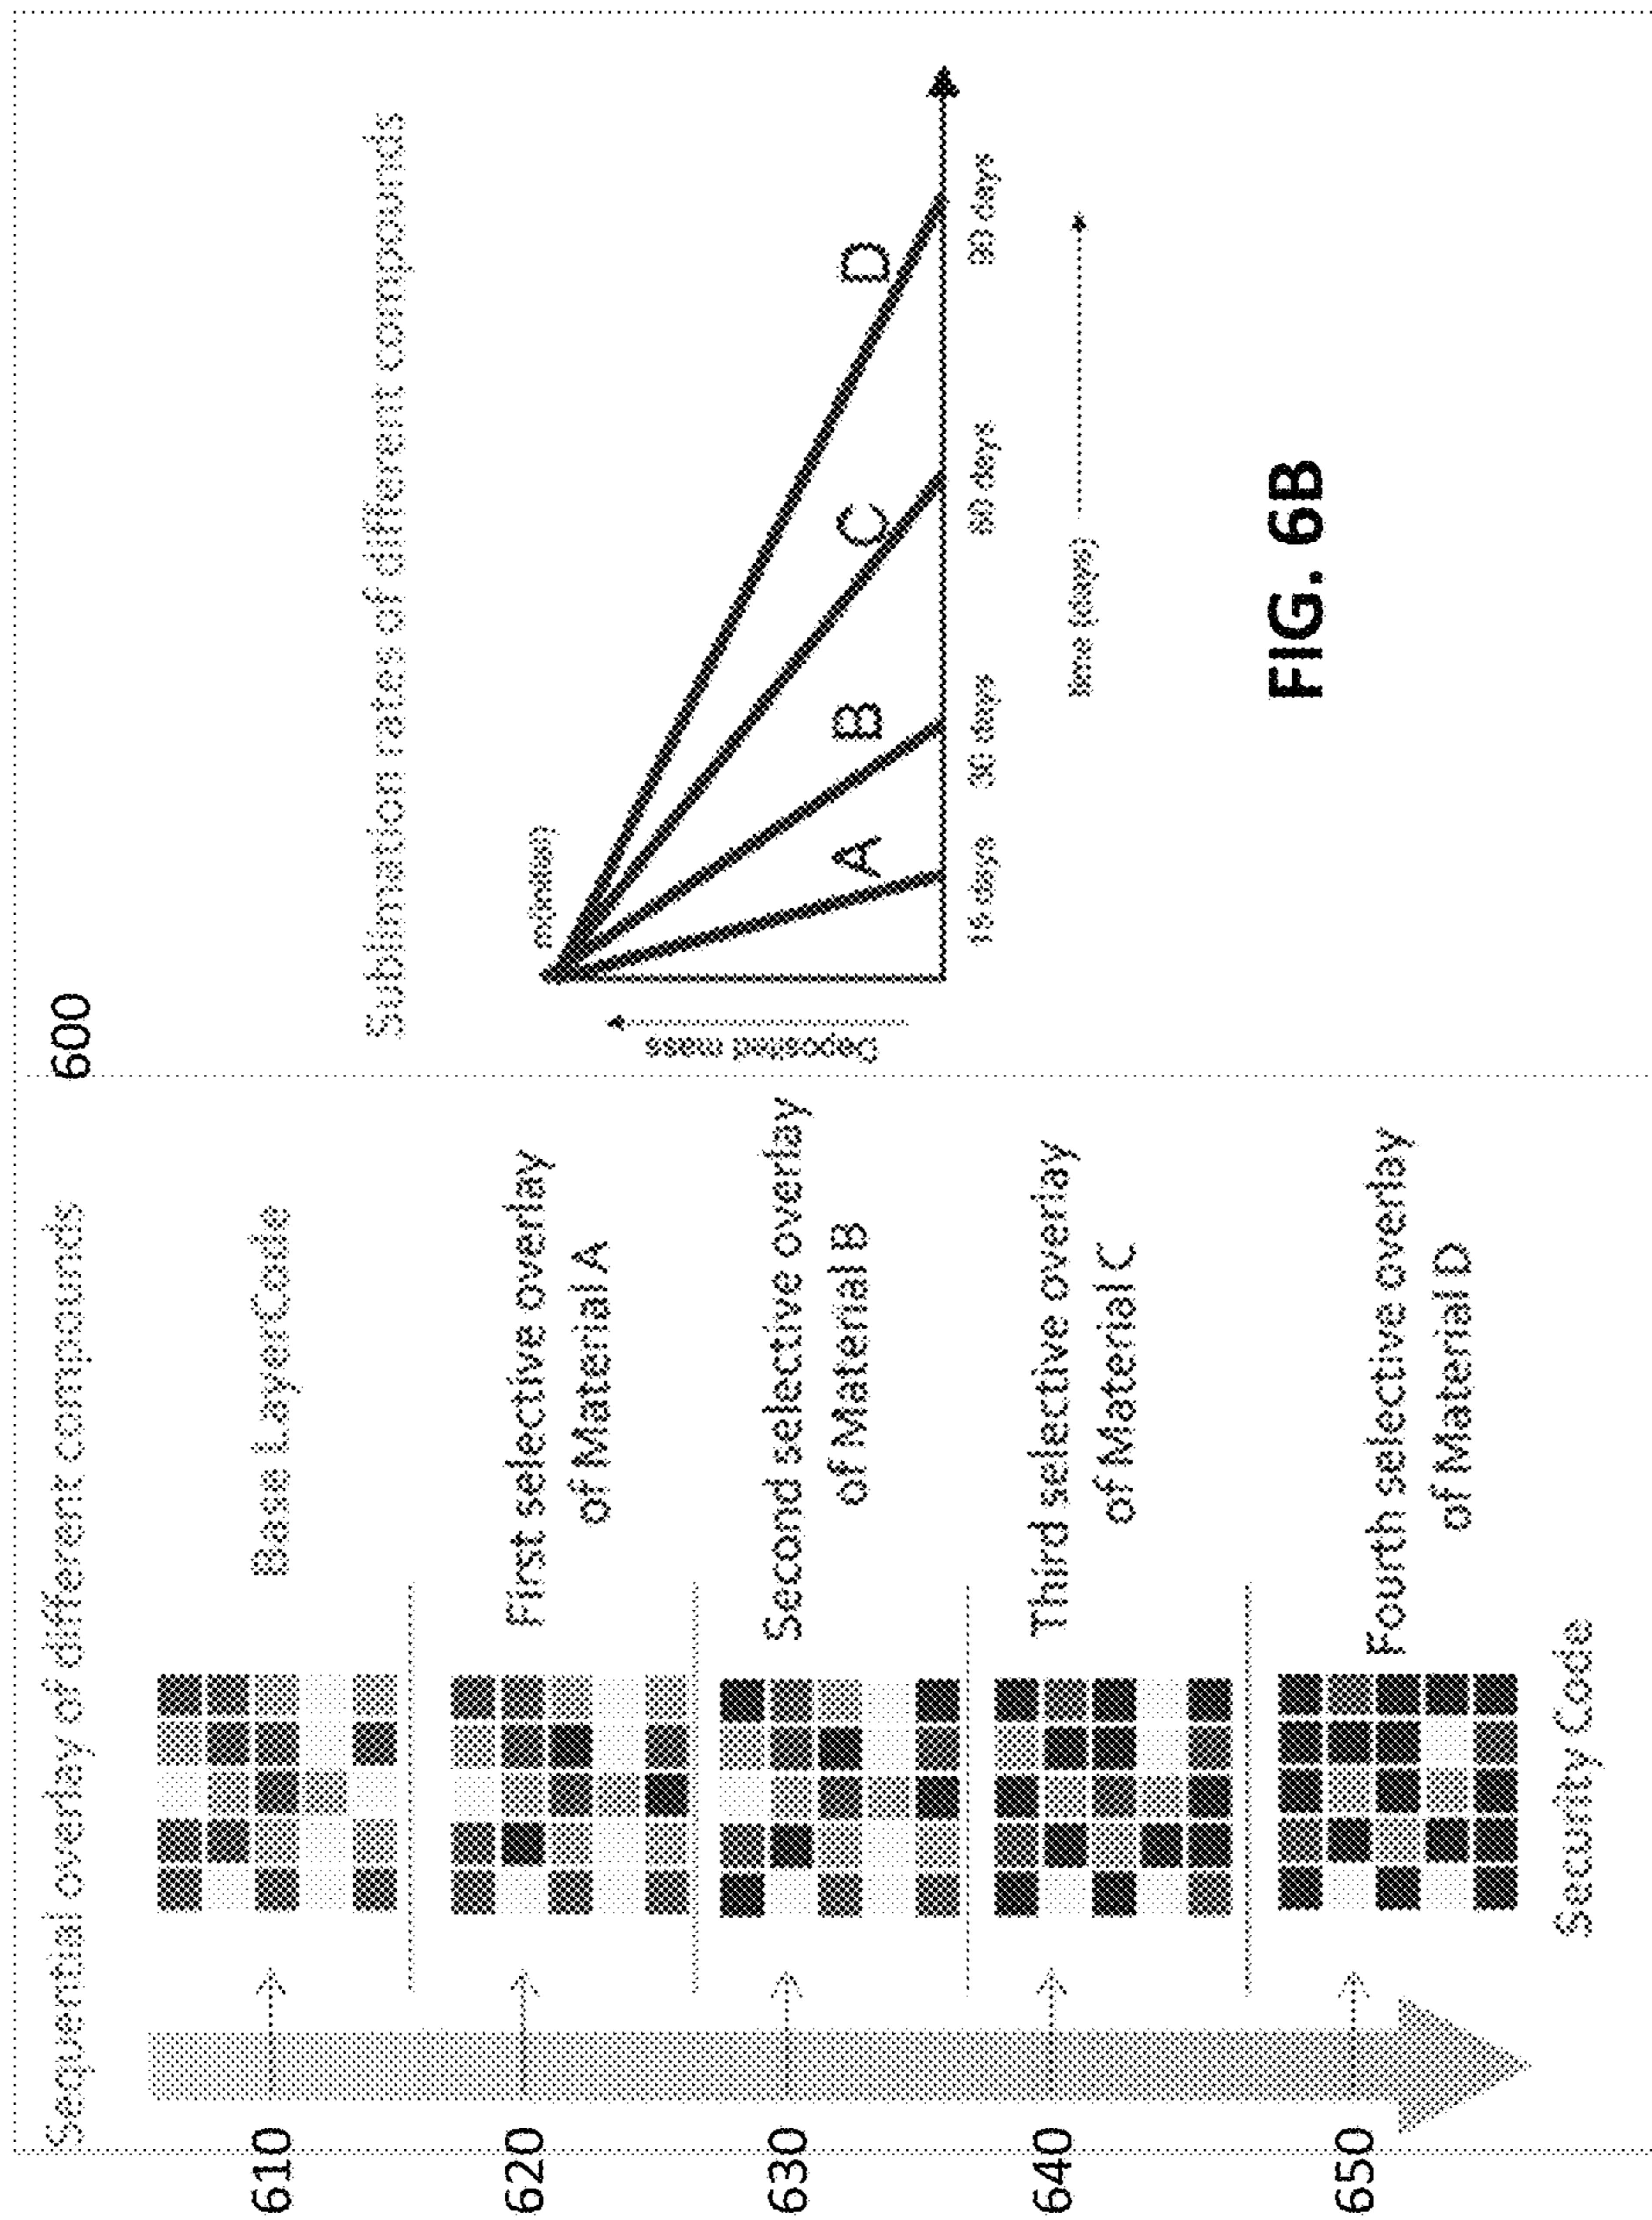 600
Sequential overlay of different compounds
610
Base LayerCode
620
First selective overlay
of Material A
630
Second selective overlay
of Material B
640
Third selective overlay
of Material C
650
Fourth selective overlay
of Material D
Security Code
Sublimation rates of different compounds
Deposited mass
A
B
C
D
15 days
30 days
60 days
90 days
time (days)
FIG. 6B